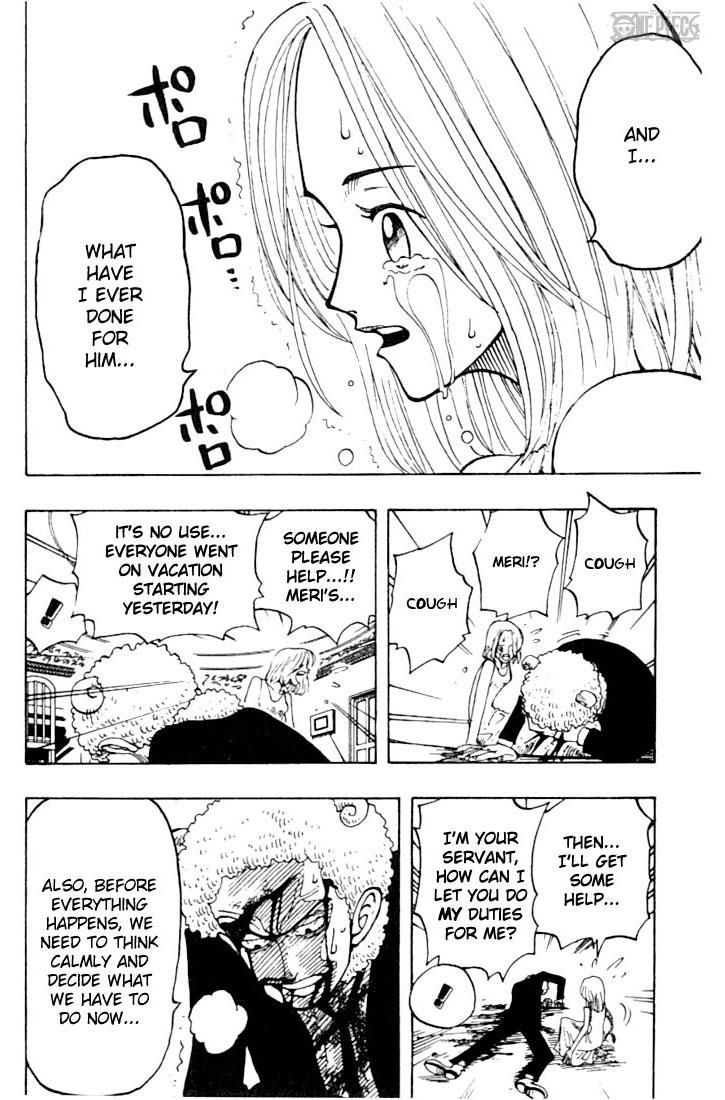 ONE PIECE
AND
I...
ポロ
ポロ...
ポロ
WHAT
HAVE
I EVER
DONE
FOR
HIM...
COUGH
MERI!?
COUGH
SOMEONE
PLEASE
HELP...!!
MERI'S...
IT'S NO USE...
EVERYONE WENT
ON VACATION
STARTING
YESTERDAY!
!
THEN...
I'LL GET
SOME
HELP...
I'M YOUR
SERVANT,
HOW CAN I
LET YOU DO
MY DUTIES
FOR ME?
!
ALSO, BEFORE
EVERYTHING
HAPPENS, WE
NEED TO THINK
CALMLY AND
DECIDE WHAT
WE HAVE TO
DO NOW...